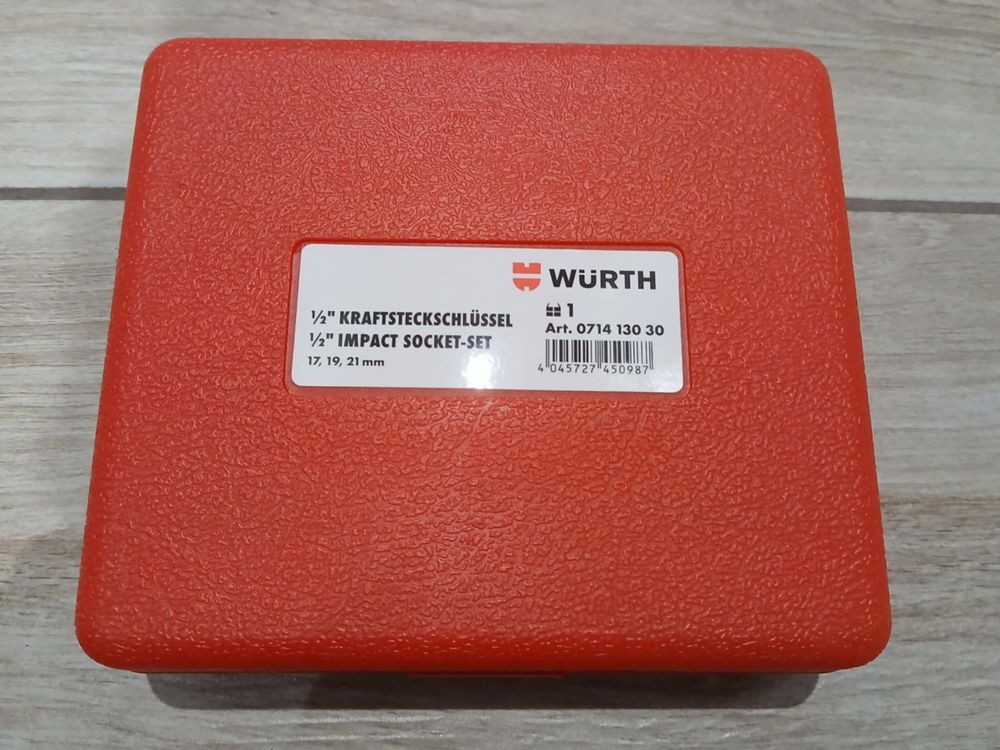 WÜRTH
1/2" KRAFTSTECKSCHLÜSSEL
1/2" IMPACT SOCKET-SET
17, 19, 21 mm
1
Art. 0714 130 30
4 045727 450987